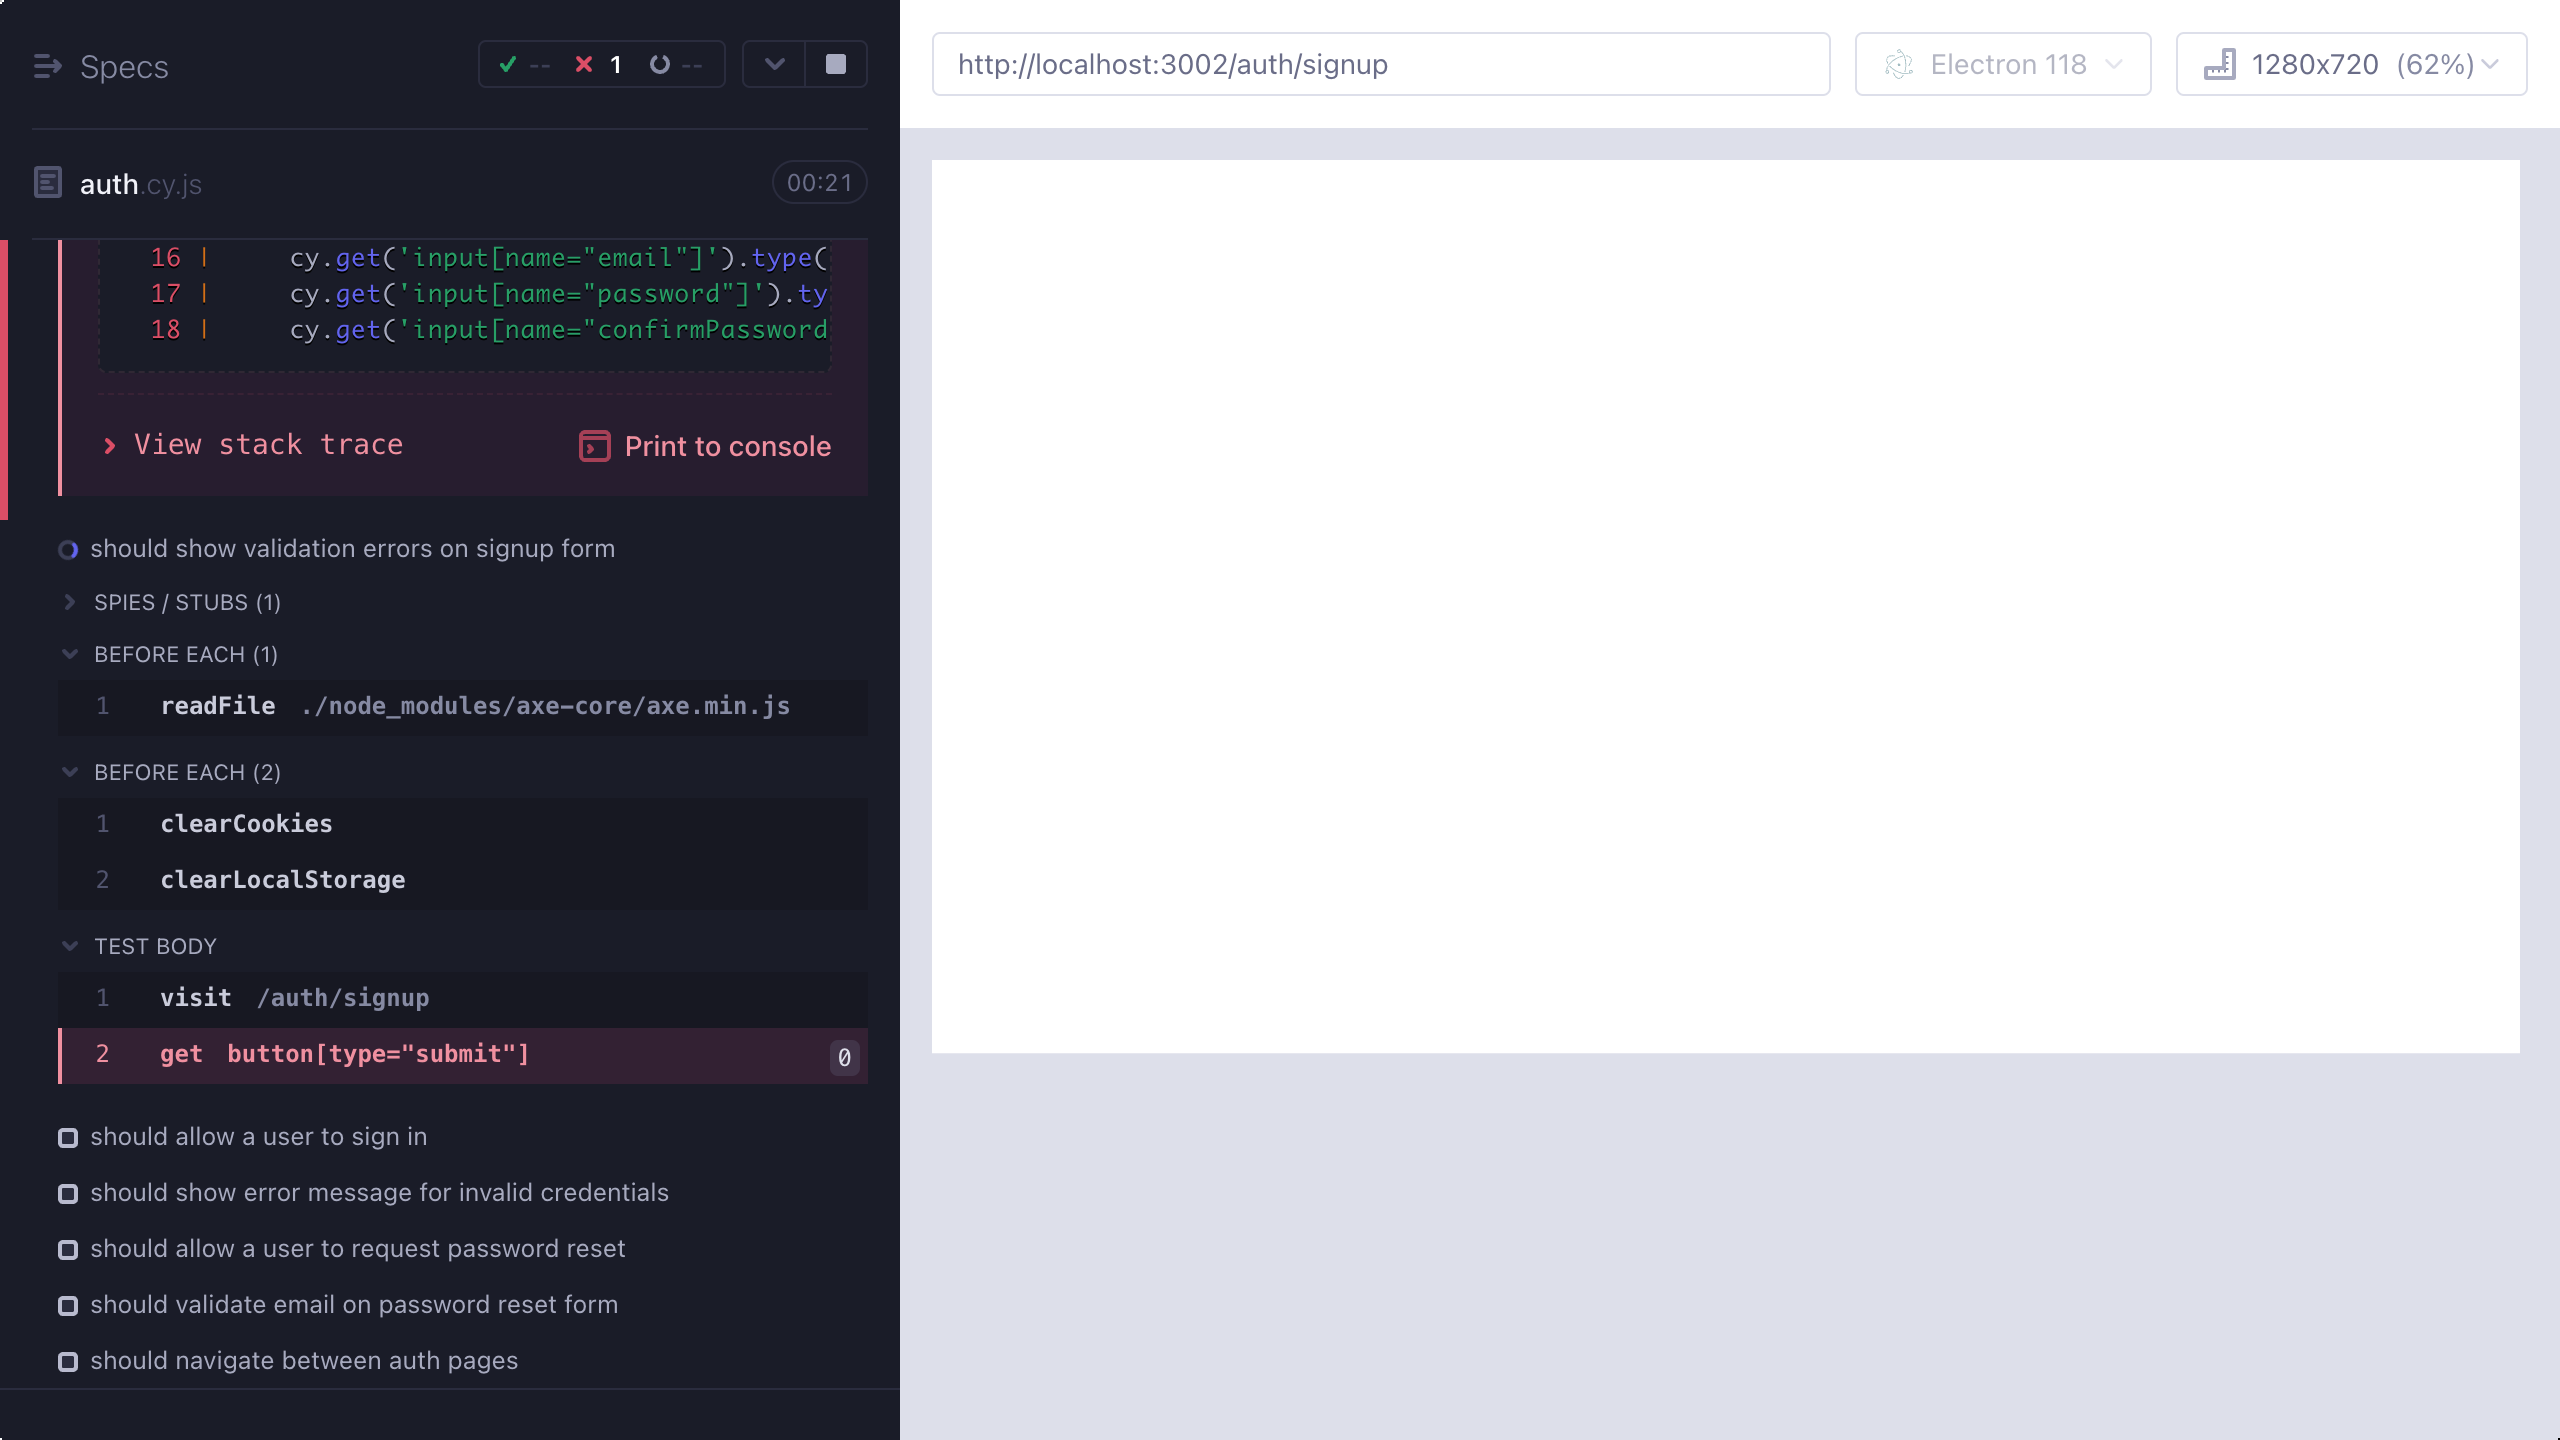 Specs
-- 1 --
auth.cy.js
00:21
16 | cy.get('input[name="email"]').type(
17 | cy.get('input[name="password"]').ty
18 | cy.get('input[name="confirmPassword
View stack trace
Print to console
should show validation errors on signup form
SPIES / STUBS (1)
BEFORE EACH (1)
1 readFile ./node_modules/axe-core/axe.min.js
BEFORE EACH (2)
1 clearCookies
2 clearLocalStorage
TEST BODY
1 visit /auth/signup
2 get button[type="submit"] 0
should allow a user to sign in
should show error message for invalid credentials
should allow a user to request password reset
should validate email on password reset form
should navigate between auth pages
http://localhost:3002/auth/signup
Electron 118
1280x720 (62%)